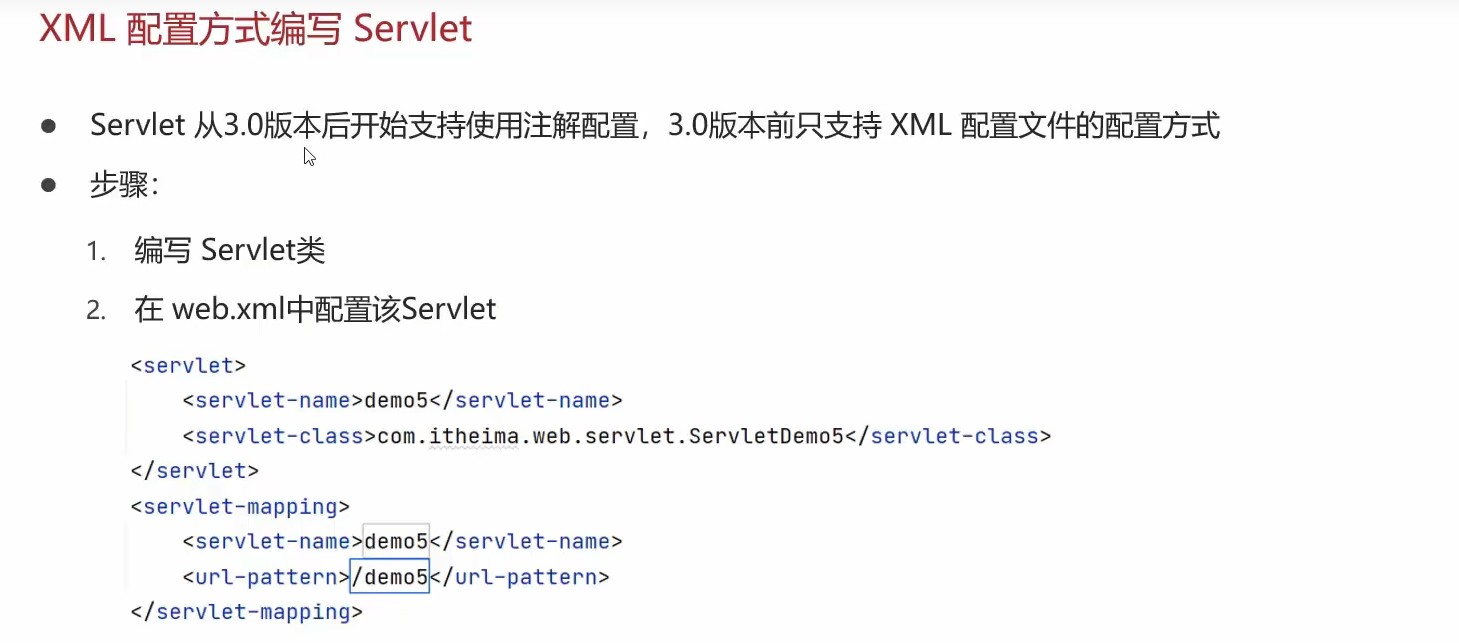 XML 配置方式编写 Servlet
● Servlet 从3.0版本后开始支持使用注解配置，3.0版本前只支持 XML 配置文件的配置方式
● 步骤：
1. 编写 Servlet类
2. 在 web.xml中配置该Servlet
<servlet>
    <servlet-name>demo5</servlet-name>
    <servlet-class>com.itheima.web.servlet.ServletDemo5</servlet-class>
</servlet>
<servlet-mapping>
    <servlet-name>demo5</servlet-name>
    <url-pattern>/demo5</url-pattern>
</servlet-mapping>